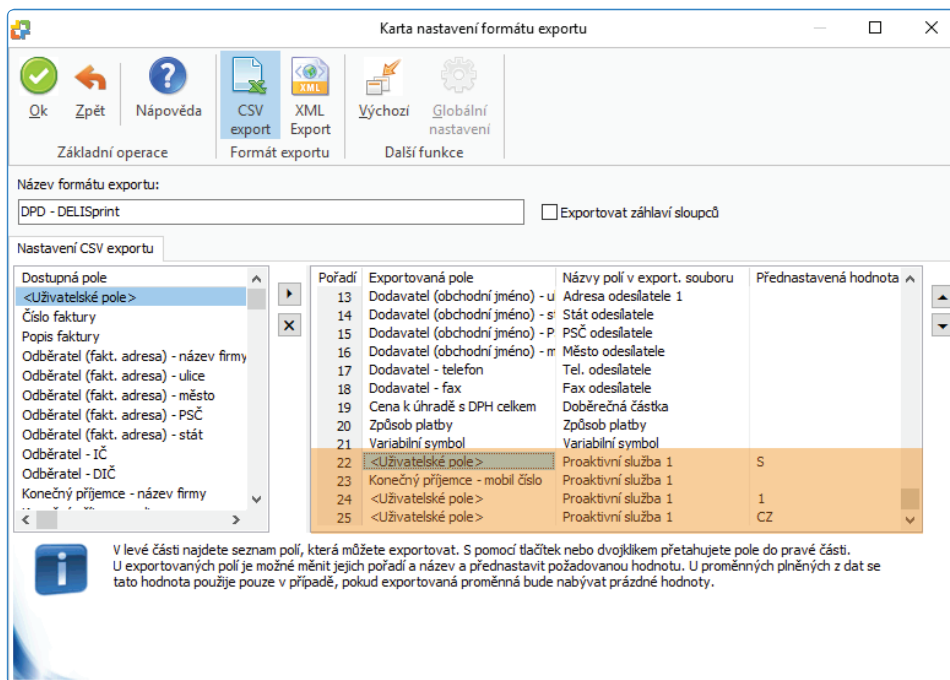 Karta nastavení formátu exportu
Ok
Zpět
Nápověda
CSV export
XML Export
Výchozí
Globální nastavení
Základní operace
Formát exportu
Další funkce
Název formátu exportu:
DPD - DELISprint
Exportovat záhlaví sloupců
Nastavení CSV exportu
Dostupná pole
<Uživatelské pole>
Číslo faktury
Popis faktury
Odběratel (fakt. adresa) - název firmy
Odběratel (fakt. adresa) - ulice
Odběratel (fakt. adresa) - město
Odběratel (fakt. adresa) - PSČ
Odběratel (fakt. adresa) - stát
Odběratel - IČ
Odběratel - DIČ
Konečný příjemce - název firmy
Pořadí Exportovaná pole Názvy polí v export. souboru Přednastavená hodnota
13 Dodavatel (obchodní jméno) - ul Adresa odesílatele 1
14 Dodavatel (obchodní jméno) - st Stát odesílatele
15 Dodavatel (obchodní jméno) - P PSČ odesílatele
16 Dodavatel (obchodní jméno) - m Město odesílatele
17 Dodavatel - telefon Tel. odesílatele
18 Dodavatel - fax Fax odesílatele
19 Cena k úhradě s DPH celkem Doběrečná částka
20 Způsob platby Způsob platby
21 Variabilní symbol Variabilní symbol
22 <Uživatelské pole> Proaktivní služba 1 S
23 Konečný příjemce - mobil číslo Proaktivní služba 1
24 <Uživatelské pole> Proaktivní služba 1 1
25 <Uživatelské pole> Proaktivní služba 1 CZ
V levé části najdete seznam polí, která můžete exportovat. S pomocí tlačítek nebo dvojklikem přetahujete pole do pravé části.
U exportovaných polí je možné měnit jejich pořadí a název a přednastavit požadovanou hodnotu. U proměnných plněných z dat se
tato hodnota použije pouze v případě, pokud exportovaná proměnná bude nabývat prázdné hodnoty.